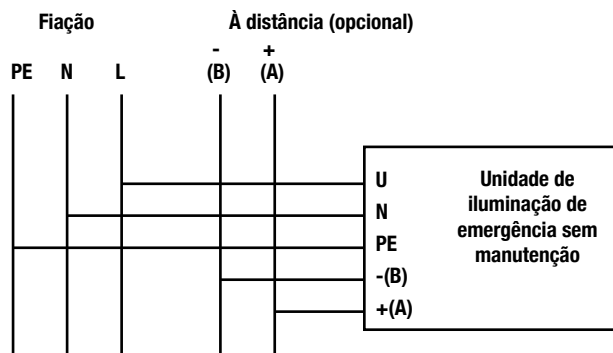 Fiação
À distância (opcional)
- +
PE N L (B) (A)
U
N
PE
-(B)
+(A)
Unidade de
iluminação de
emergência sem
manutenção